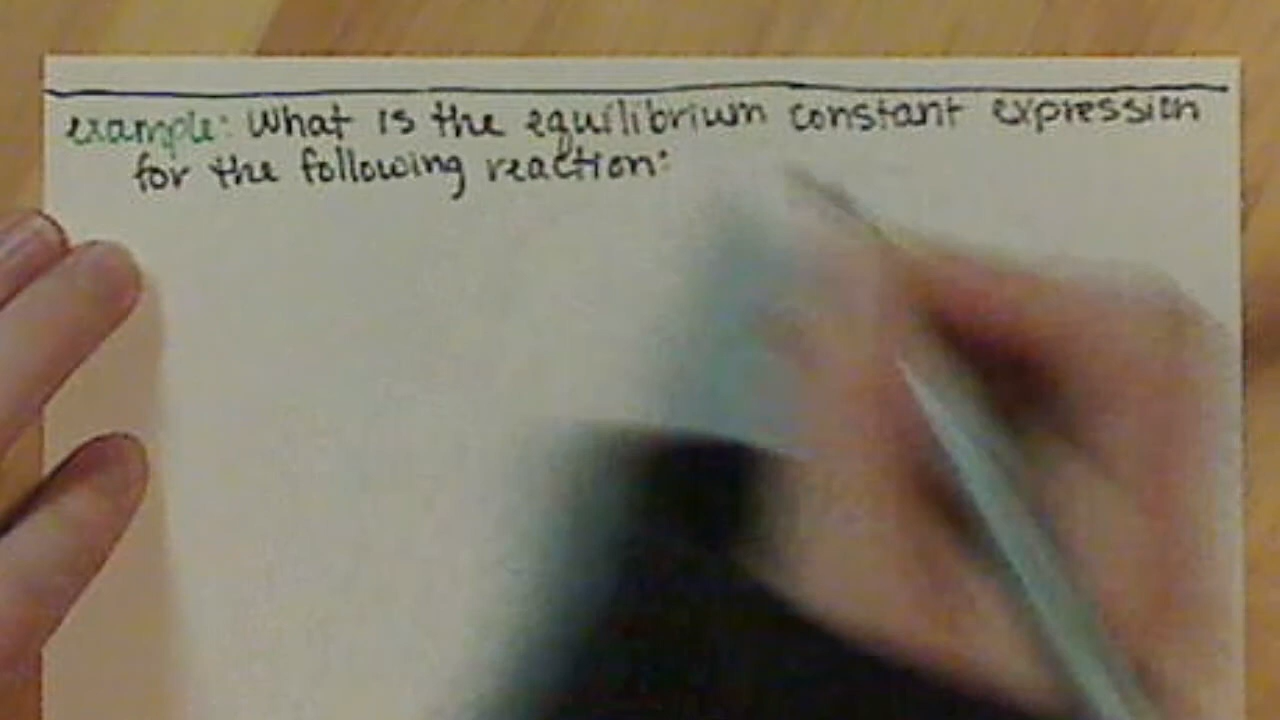 example: What is the equilibrium constant expression
for the following reaction: